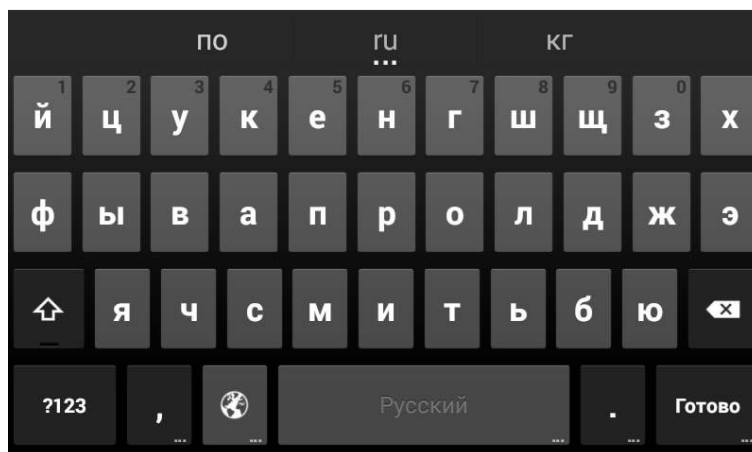 по ru кг
1 2 3 4 5 6 7 8 9 0
й ц у к е н г ш щ з х
ф ы в а п р о л д ж э
я ч с м и т ь б ю
?123 , Русский . Готово